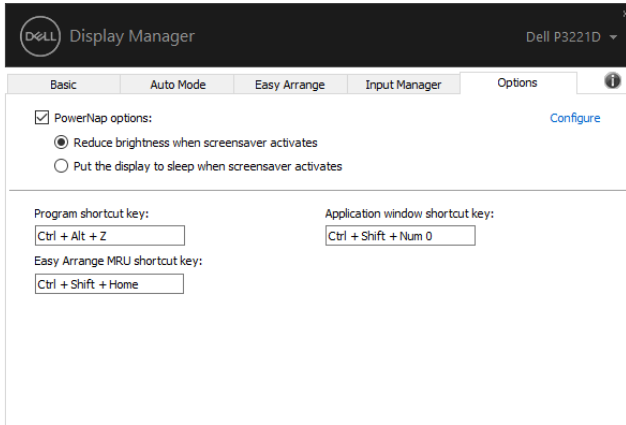 DELL Display Manager
Dell P3221D
Basic Auto Mode Easy Arrange Input Manager Options
PowerNap options: Configure
Reduce brightness when screensaver activates
Put the display to sleep when screensaver activates
Program shortcut key: Application window shortcut key:
Ctrl + Alt + Z Ctrl + Shift + Num 0
Easy Arrange MRU shortcut key:
Ctrl + Shift + Home